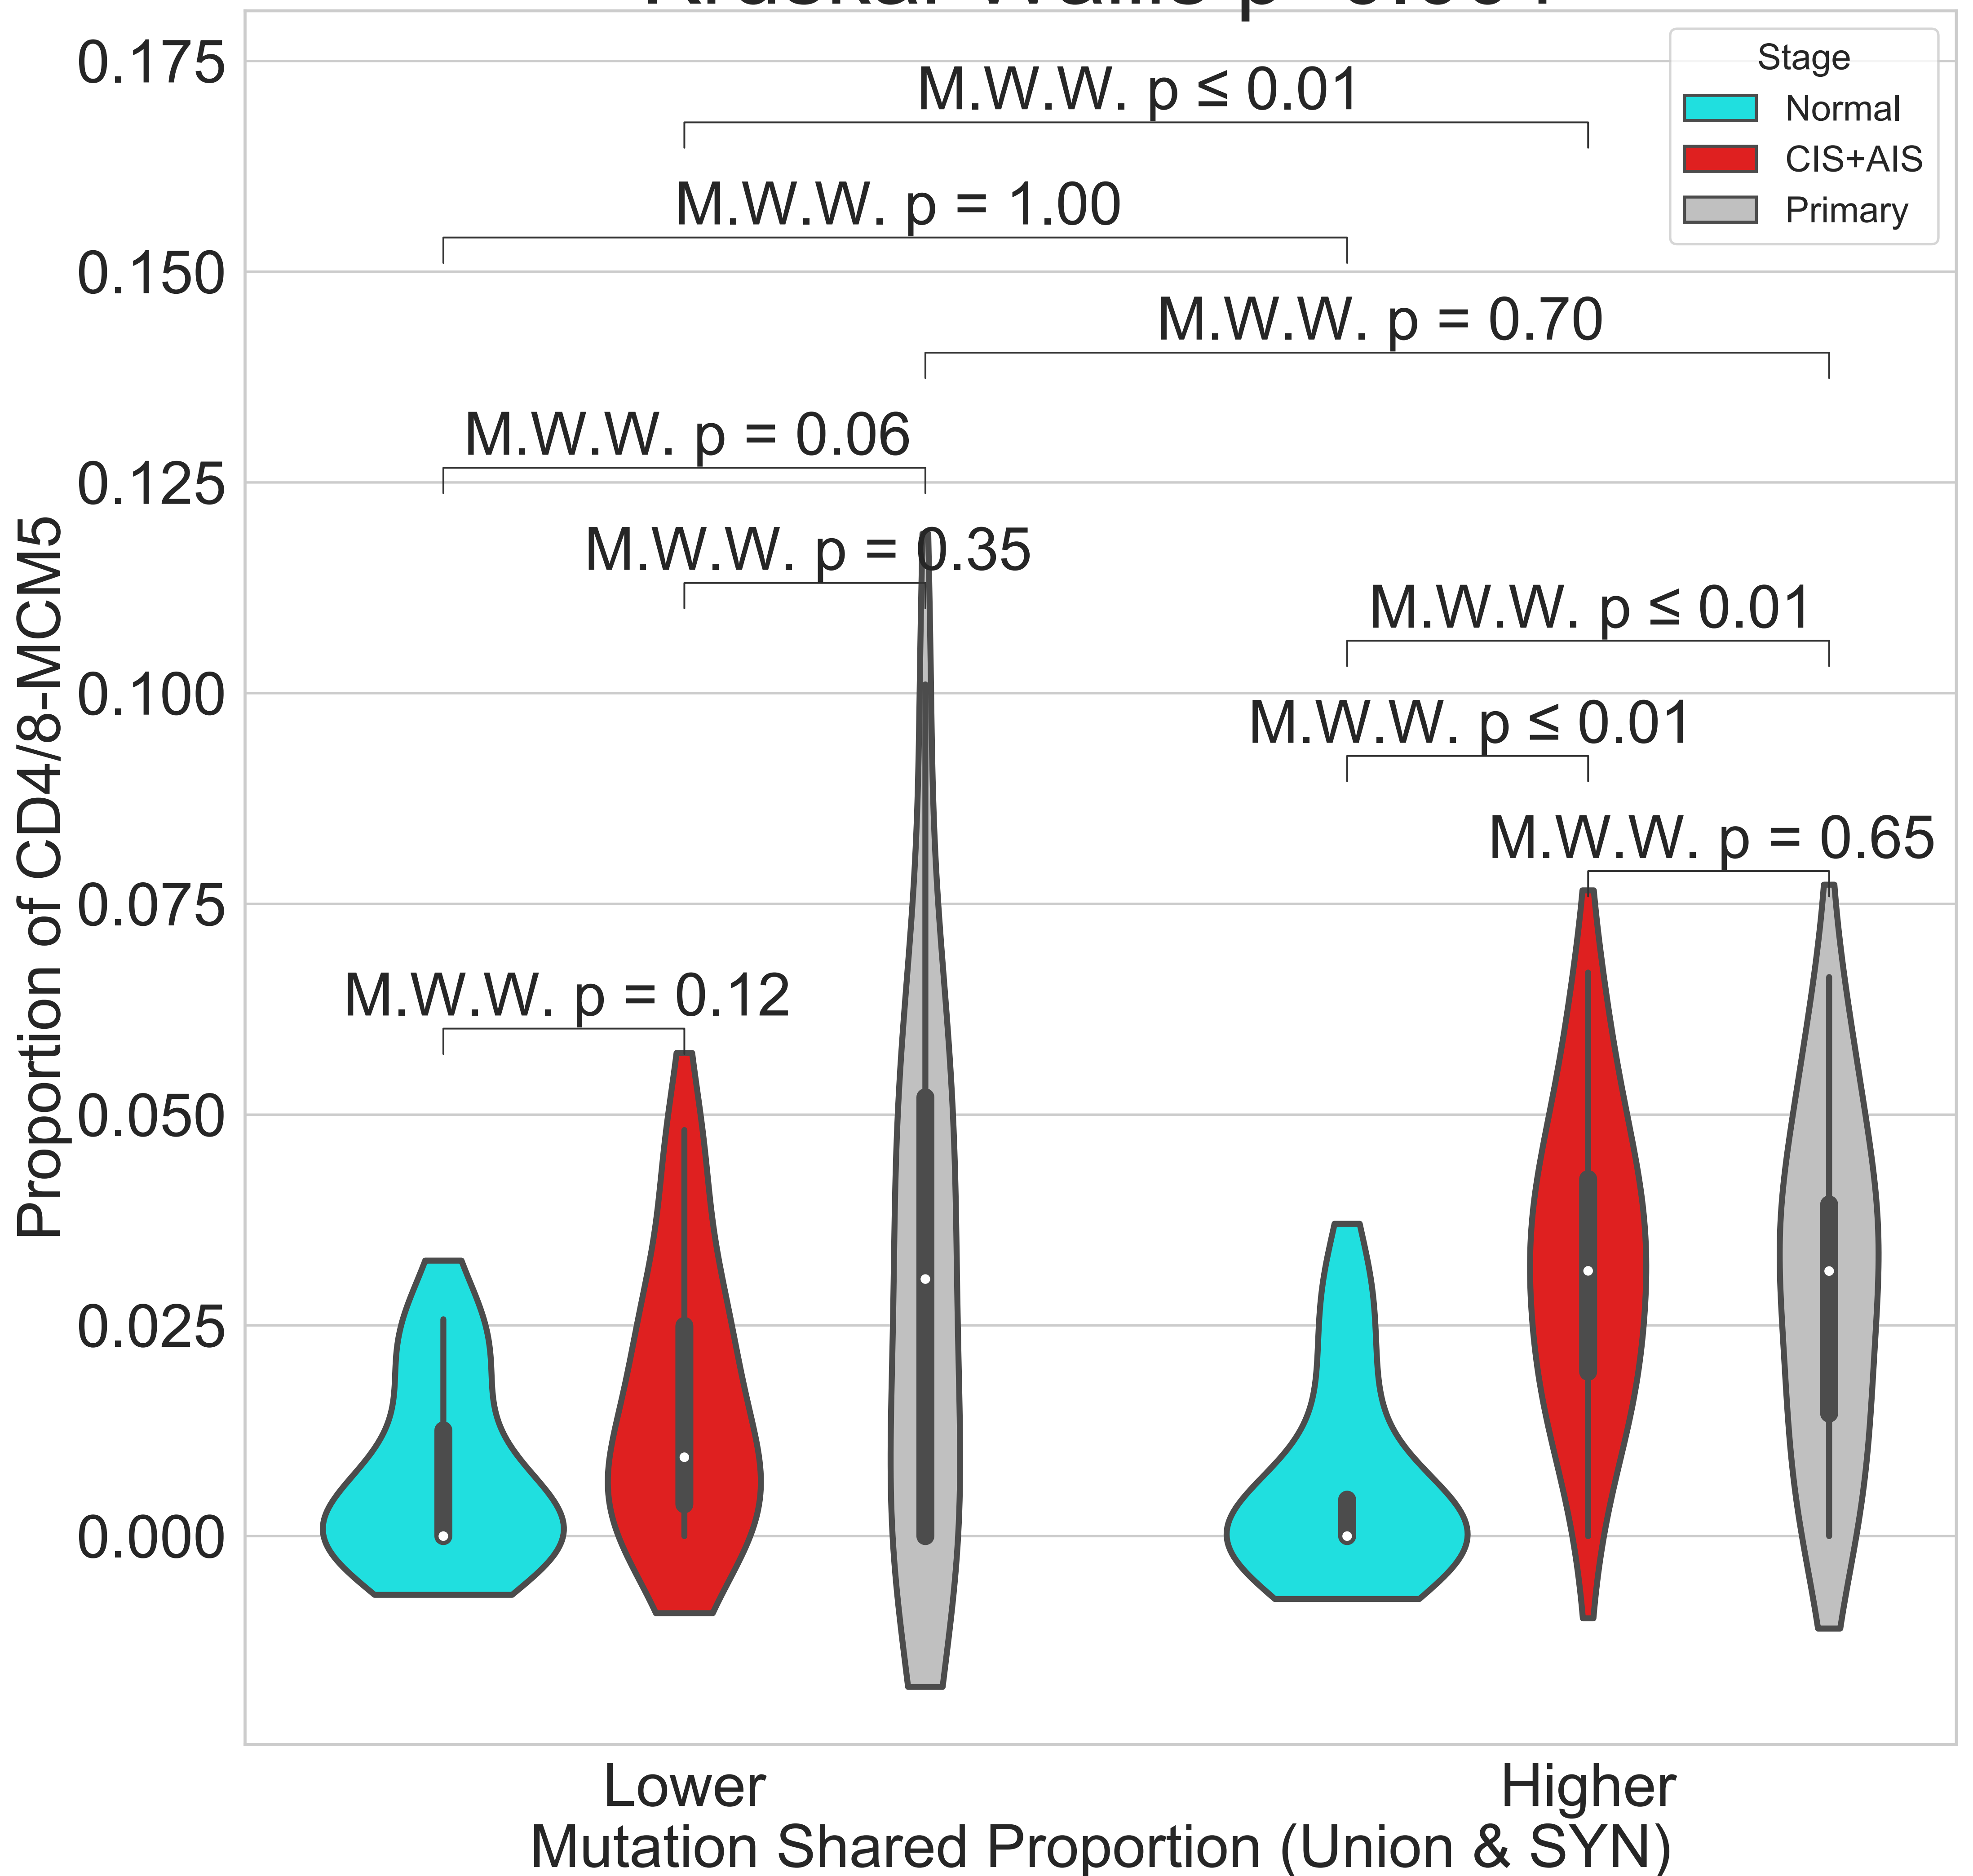 0.175
0.150
0.125
0.100
0.075
0.050
0.025
0.000
Proportion of CD4/8-MCM5
M.W.W. p ≤ 0.01
M.W.W. p = 1.00
M.W.W. p = 0.70
M.W.W. p = 0.06
M.W.W. p = 0.35
M.W.W. p ≤ 0.01
M.W.W. p ≤ 0.01
M.W.W. p = 0.65
M.W.W. p = 0.12
Stage
Normal
CIS+AIS
Primary
Lower
Higher
Mutation Shared Proportion (Union & SYN)